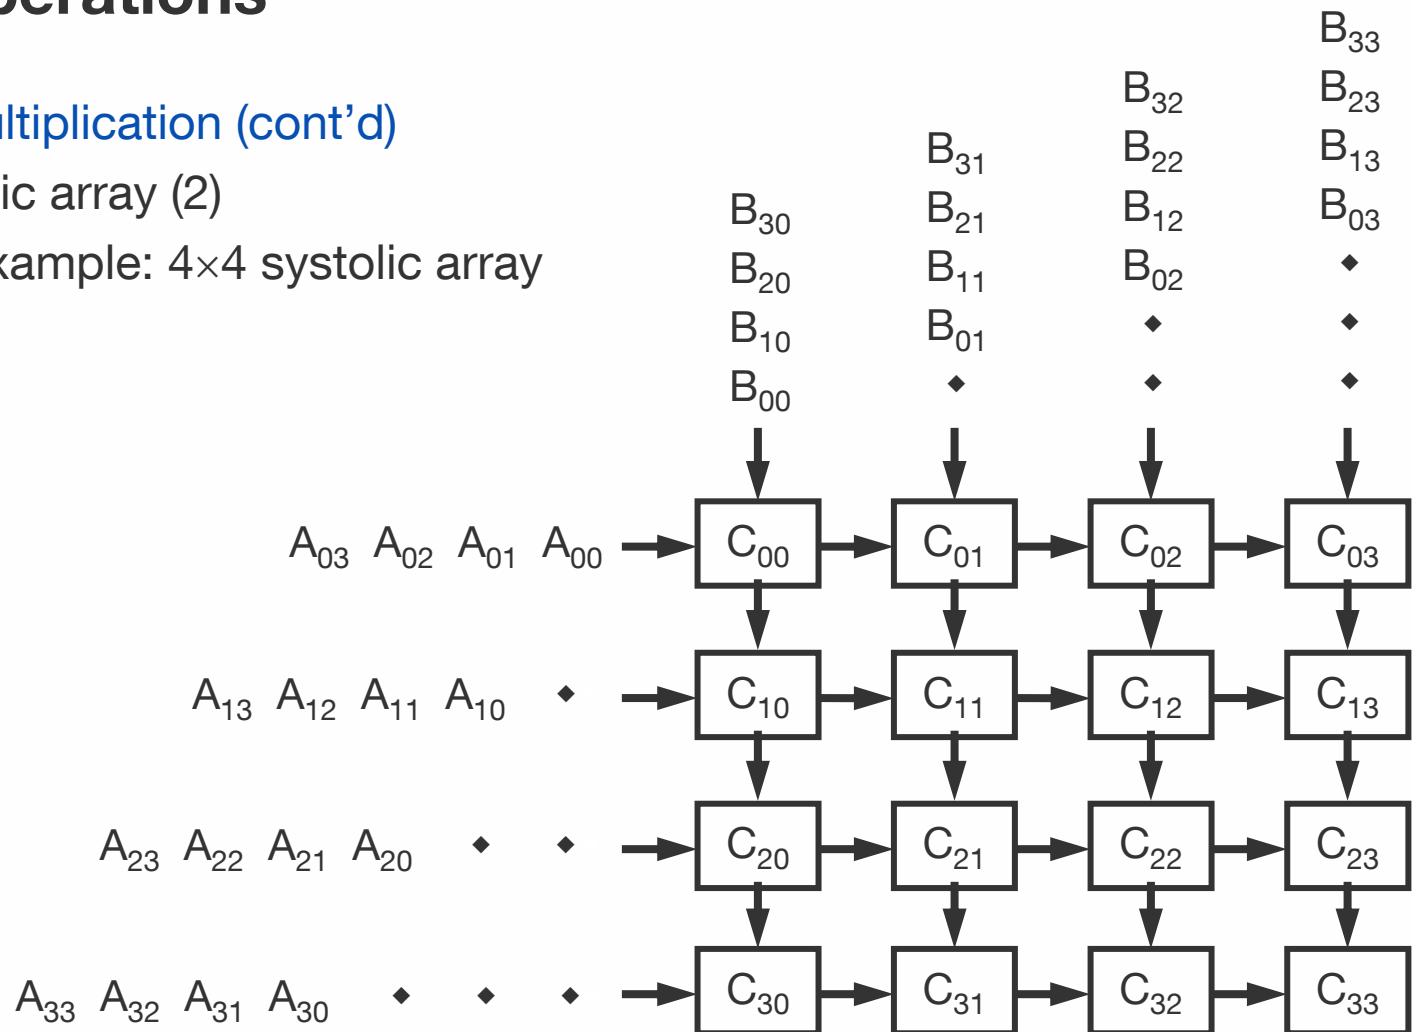 perations
ultiplication (cont’d)
ic array (2)
xample: 4×4 systolic array
B33
B32 B23
B31 B22 B13
B30 B21 B12 B03
B20 B11 B02 ◆
B10 B01 ◆ ◆
B00 ◆ ◆ ◆
A03 A02 A01 A00 C00 C01 C02 C03
A13 A12 A11 A10 ◆ C10 C11 C12 C13
A23 A22 A21 A20 ◆ ◆ C20 C21 C22 C23
A33 A32 A31 A30 ◆ ◆ ◆ C30 C31 C32 C33